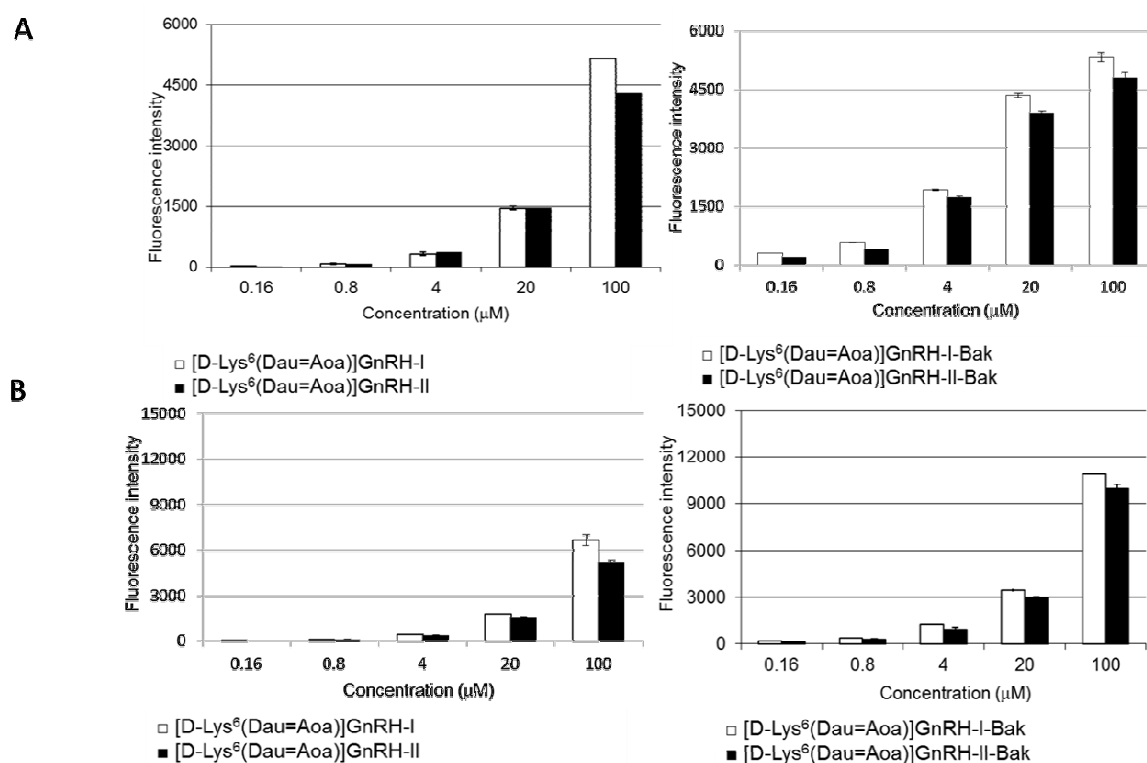 A
Fluorescence intensity
6000
4500
3000
1500
0
0.16 0.8 4 20 100
Concentration (μM)
[D-Lys⁶(Dau=Aoa)]GnRH-I
[D-Lys⁶(Dau=Aoa)]GnRH-II
Fluorescence intensity
6000
4500
3000
1500
0
0.16 0.8 4 20 100
Concentration (μM)
[D-Lys⁶(Dau=Aoa)]GnRH-I-Bak
[D-Lys⁶(Dau=Aoa)]GnRH-II-Bak
B
Fluorescence intensity
15000
12000
9000
6000
3000
0
0.16 0.8 4 20 100
Concentration (μM)
[D-Lys⁶(Dau=Aoa)]GnRH-I
[D-Lys⁶(Dau=Aoa)]GnRH-II
Fluorescence intensity
15000
12000
9000
6000
3000
0
0.16 0.8 4 20 100
Concentration (μM)
[D-Lys⁶(Dau=Aoa)]GnRH-I-Bak
[D-Lys⁶(Dau=Aoa)]GnRH-II-Bak